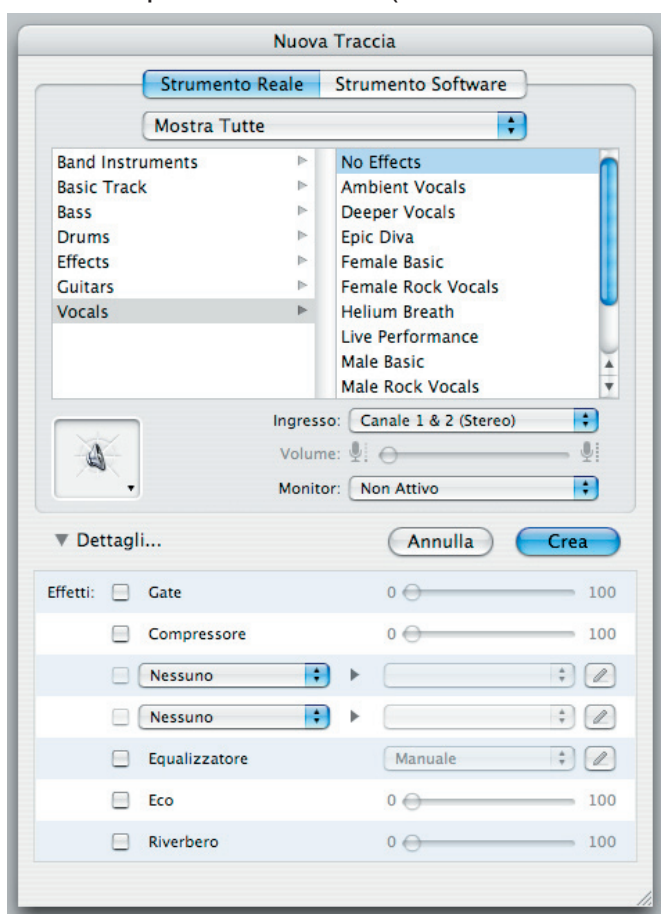 Nuova Traccia
Strumento Reale Strumento Software
Mostra Tutte
Band Instruments
Basic Track
Bass
Drums
Effects
Guitars
Vocals
No Effects
Ambient Vocals
Deeper Vocals
Epic Diva
Female Basic
Female Rock Vocals
Helium Breath
Live Performance
Male Basic
Male Rock Vocals
Ingresso: Canale 1 & 2 (Stereo)
Volume:
Monitor: Non Attivo
Dettagli... Annulla Crea
Effetti: Gate 0 100
Compressore 0 100
Nessuno
Nessuno
Equalizzatore Manuale
Eco 0 100
Riverbero 0 100